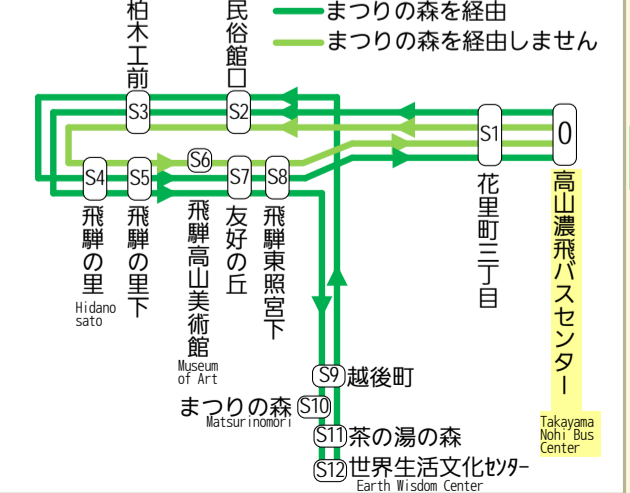 まつりの森を経由
まつりの森を経由しません
柏木工前
民俗館口
S3
S2
S1
0
S4
S5
S6
S7
S8
飛騨の里
Hidano
sato
飛騨の里下
飛騨高山美術館
Museum
of Art
友好の丘
飛騨東照宮下
花里町三丁目
高山濃飛バスセンター
Takayama
Nohi Bus
Center
S9 越後町
まつりの森 S10
Matsurinomori
S11 茶の湯の森
S12 世界生活文化センター
Earth Wisdom Center